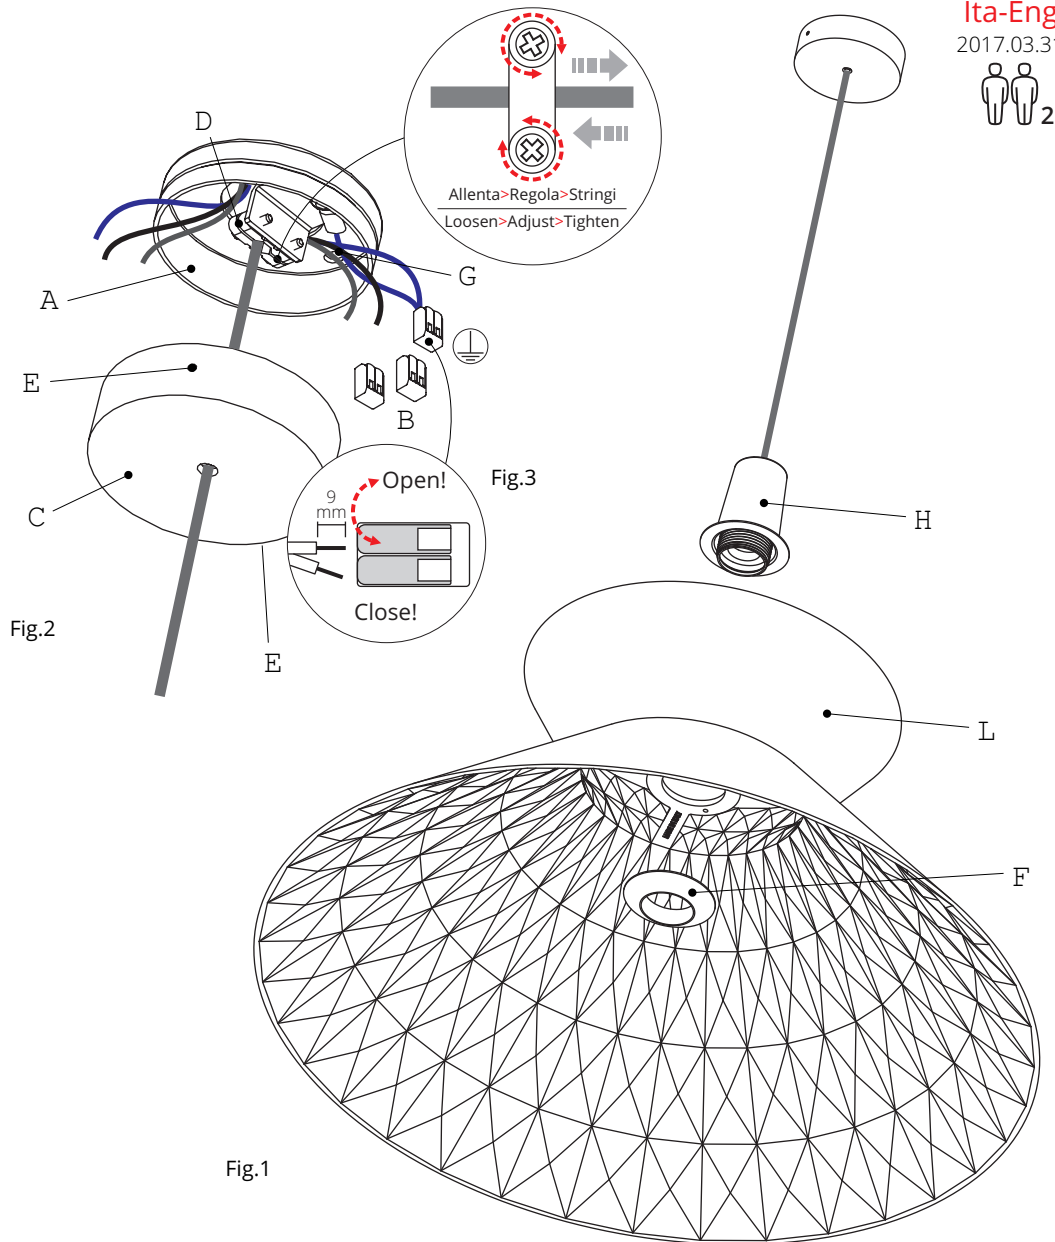 Ita-Eng
2017.03.31
2
D
Allenta>Regola>Stringi
Loosen>Adjust>Tighten
G
A
E
B
C
Open!
Fig.3
9
mm
Close!
H
Fig.2
E
L
F
Fig.1